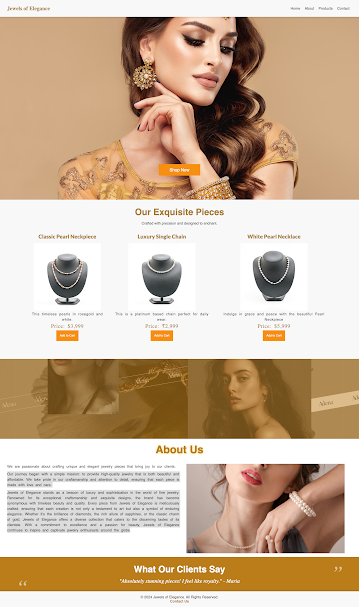 Jewels of Elegance
Home About Products Contact
Shop Now
Our Exquisite Pieces
Crafted with precision and designed to enchant.
Classic Pearl Neckpiece
This timeless pearls in rosegold and
white.
Price: $3,999
Add to Cart
Luxury Single Chain
This is a platinum based chain perfect for daily
wear.
Price: ₹2,999
Add to Cart
White Pearl Necklace
Indulge in grace and peace with the beautiful Pearl
Neckpiece
Price: $5,999
Add to Cart
About Us
We are passionate about crafting unique and elegant jewelry pieces that bring joy to our clients.
Our journey began with a simple mission: to provide high-quality jewels that is both beautiful and
affordable. We take pride in our craftsmanship and attention to detail, ensuring that each piece is
made with love and care.
Jewels of Elegance stands as a beacon of luxury and sophistication in the world of fine jewelry.
Renowned for its exceptional craftsmanship and exquisite designs, the brand has become
synonymous with timeless beauty and quality. Every piece from Jewels of Elegance is meticulously
crafted, ensuring that each creation is not only a testament to art but also a symbol of enduring
elegance. Whether it's the brilliance of diamonds, the rich allure of sapphires, or the classic charm
of gold, Jewels of Elegance offers a diverse collection that caters to the discerning tastes of its
clientele. With a commitment to excellence and a passion for beauty, Jewels of Elegance
continues to inspire and captivate jewelry enthusiasts around the globe.
What Our Clients Say
"Absolutely stunning pieces! I feel like royalty." - Maria
© 2024 Jewels of Elegance. All Rights Reserved.
Contact Us